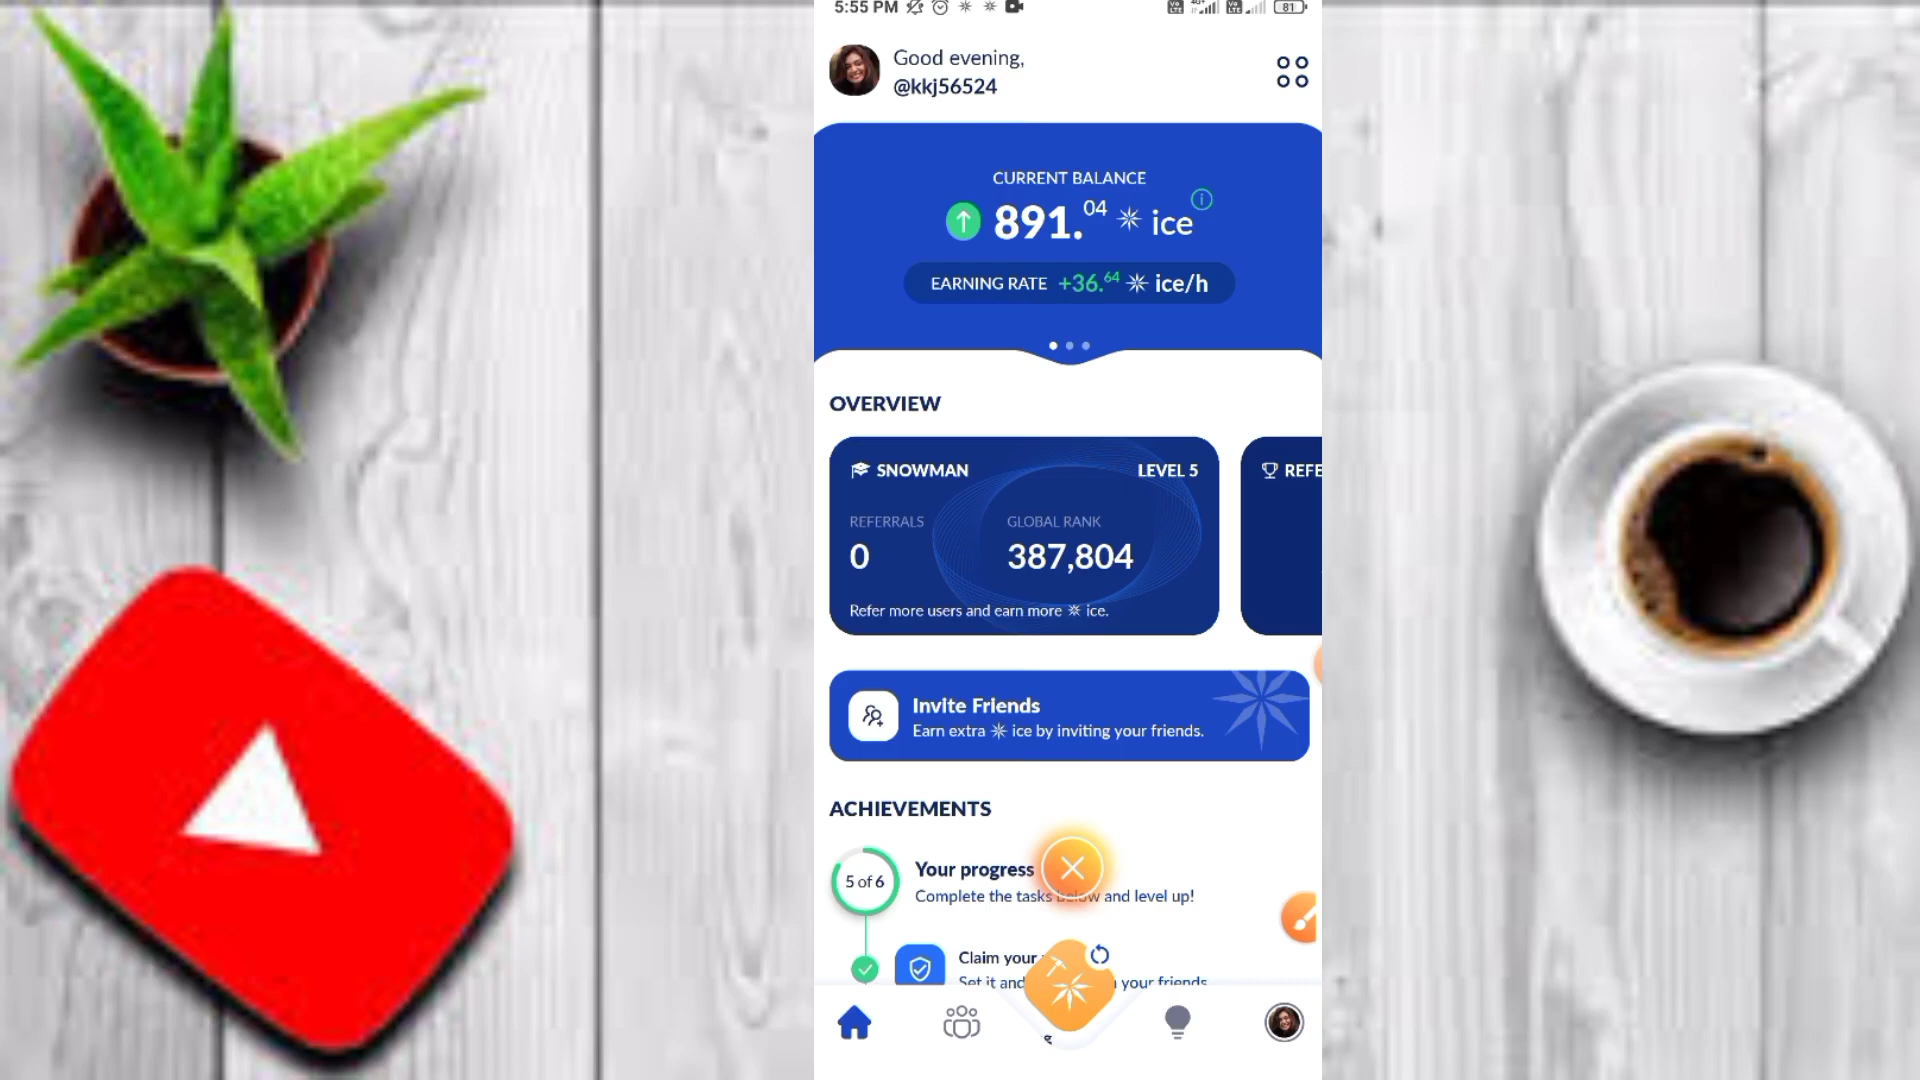 5:55 PM
81
Good evening,
@kkj56524
CURRENT BALANCE
891.04 ice
EARNING RATE +36.64 ice/h
OVERVIEW
SNOWMAN LEVEL 5
REFERRALS GLOBAL RANK
0 387,804
Refer more users and earn more ice.
REFE
Invite Friends
Earn extra ice by inviting your friends.
ACHIEVEMENTS
5 of 6
Your progress
Complete the tasks below and level up!
Claim your
Set it and your friends